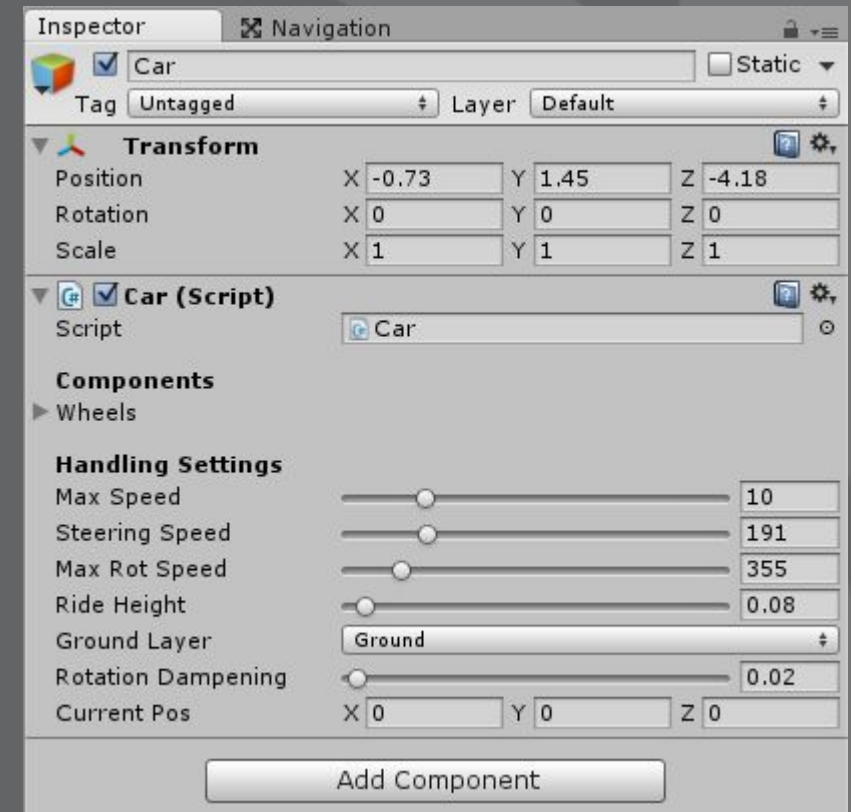 Inspector Navigation
Car Static
Tag Untagged Layer Default
Transform
Position X -0.73 Y 1.45 Z -4.18
Rotation X 0 Y 0 Z 0
Scale X 1 Y 1 Z 1
Car (Script)
Script Car
Components
Wheels
Handling Settings
Max Speed 10
Steering Speed 191
Max Rot Speed 355
Ride Height 0.08
Ground Layer Ground
Rotation Dampening 0.02
Current Pos X 0 Y 0 Z 0
Add Component